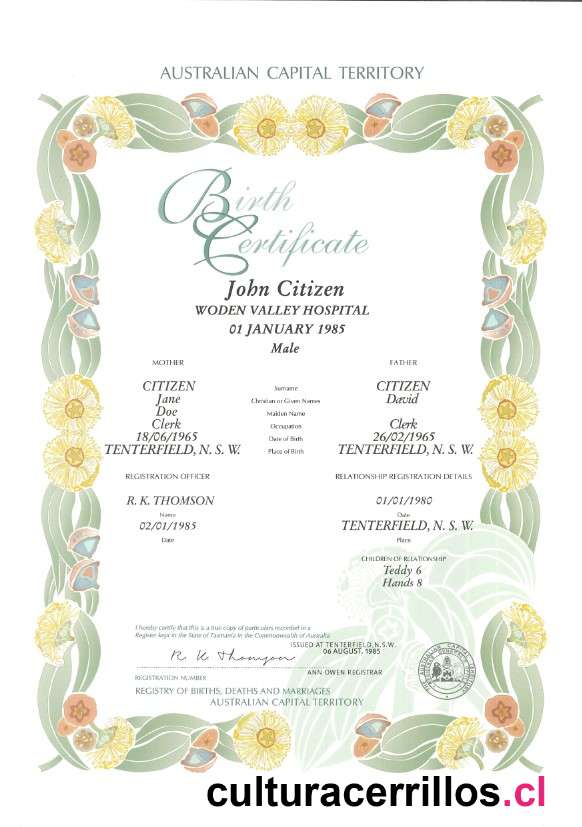 AUSTRALIAN CAPITAL TERRITORY
Birth
Certificate
John Citizen
WODEN VALLEY HOSPITAL
01 JANUARY 1985
Male
MOTHER FATHER
CITIZEN Surname CITIZEN
Jane Christian or Given Names David
Doe Maiden Name
Clerk Occupation Clerk
18/06/1965 Date of Birth 26/02/1965
TENTERFIELD, N. S. W. Place of Birth TENTERFIELD, N. S. W.
REGISTRATION OFFICER RELATIONSHIP REGISTRATION DETAILS
R. K. THOMSON 01/01/1980
Name Date
02/01/1985 TENTERFIELD, N. S. W.
Date Place
CHILDREN OF RELATIONSHIP
Teddy 6
Hands 8
I hereby certify that this is a true copy of particulars recorded in a
Register kept in the State of Tasmania in the Commonwealth of Australia
ISSUED AT TENTERFIELD, N.S.W.
06 AUGUST, 1985
R K Thomson
ANN OWEN REGISTRAR
REGISTRATION NUMBER
REGISTRY OF BIRTHS, DEATHS AND MARRIAGES
AUSTRALIAN CAPITAL TERRITORY
culturacerrillos.cl